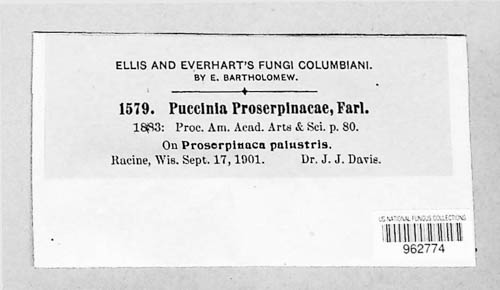 ELLIS AND EVERHART'S FUNGI COLUMBIANI.
BY E. BARTHOLOMEW.
1579. Puccinia Proserpinacae, Farl.
1883: Proc. Am. Acad. Arts & Sci. p. 80.
On Proserpinaca palustris.
Racine, Wis. Sept. 17, 1901. Dr. J. J. Davis.
US NATIONAL FUNGUS COLLECTIONS
962774